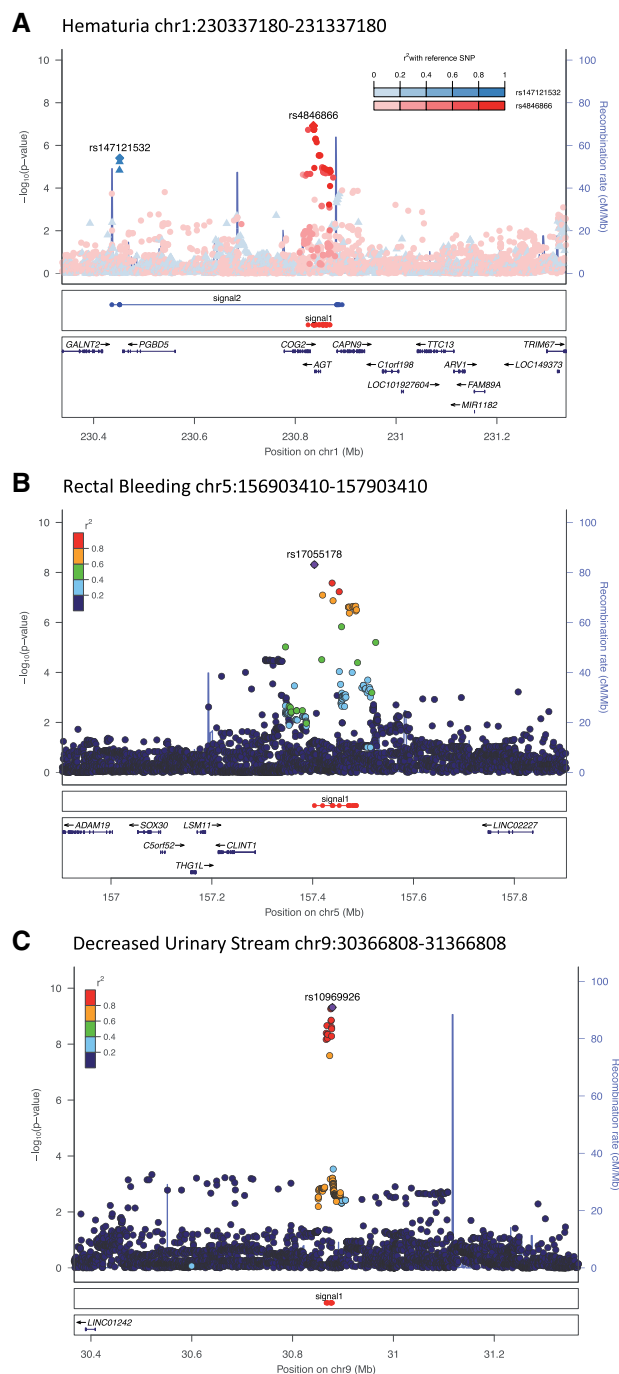 A Hematuria chr1:230337180-231337180
r² with reference SNP
0 0.2 0.4 0.6 0.8 1
rs147121532
rs4846866
rs4846866
rs147121532
−log10(p-value)
0 2 4 6 8 10
Recombination rate (cM/Mb)
0 20 40 60 80 100
signal2
signal1
GALNT2→ ←PGBD5 COG2→ CAPN9→ ←TTC13 TRIM67→
←AGT ←C1orf198 ARV1→ ←LOC149373
LOC101927604→ ←FAM89A
←MIR1182
230.4 230.6 230.8 231 231.2
Position on chr1 (Mb)
B Rectal Bleeding chr5:156903410-157903410
r²
0.8
0.6
0.4
0.2
rs17055178
−log10(p-value)
0 2 4 6 8 10
Recombination rate (cM/Mb)
0 20 40 60 80 100
signal1
←ADAM19 ←SOX30 LSM11→ ←LINC02227
C5orf52→ ←CLINT1
THG1L→
157 157.2 157.4 157.6 157.8
Position on chr5 (Mb)
C Decreased Urinary Stream chr9:30366808-31366808
r²
0.8
0.6
0.4
0.2
rs10969926
−log10(p-value)
0 2 4 6 8 10
Recombination rate (cM/Mb)
0 20 40 60 80 100
signal1
←LINC01242
30.4 30.6 30.8 31 31.2
Position on chr9 (Mb)